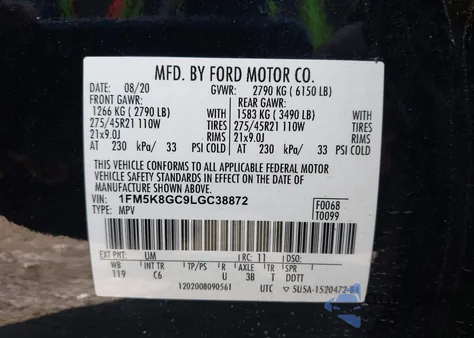 MFD. BY FORD MOTOR CO.
DATE: 08/20 GVWR: 2790 KG ( 6150 LB)
FRONT GAWR: REAR GAWR:
1266 KG ( 2790 LB) WITH 1583 KG ( 3490 LB) WITH
275/45R21 110W TIRES 275/45R21 110W TIRES
21x9.0J RIMS 21x9.0J RIMS
AT 230 kPa/ 33 PSI COLD AT 230 kPa/ 33 PSI COLD
THIS VEHICLE CONFORMS TO ALL APPLICABLE FEDERAL MOTOR
VEHICLE SAFETY STANDARDS IN EFFECT ON THE DATE OF
MANUFACTURE SHOWN ABOVE.
VIN: 1FM5K8GC9LGC38872 F0068
TYPE: MPV T0099
EXT PNT: UM RC: 11 DSO:
WB INT TR TP/PS R AXLE TR SPR
119 C6 U 3B T DDTT
1202008090561 UTC